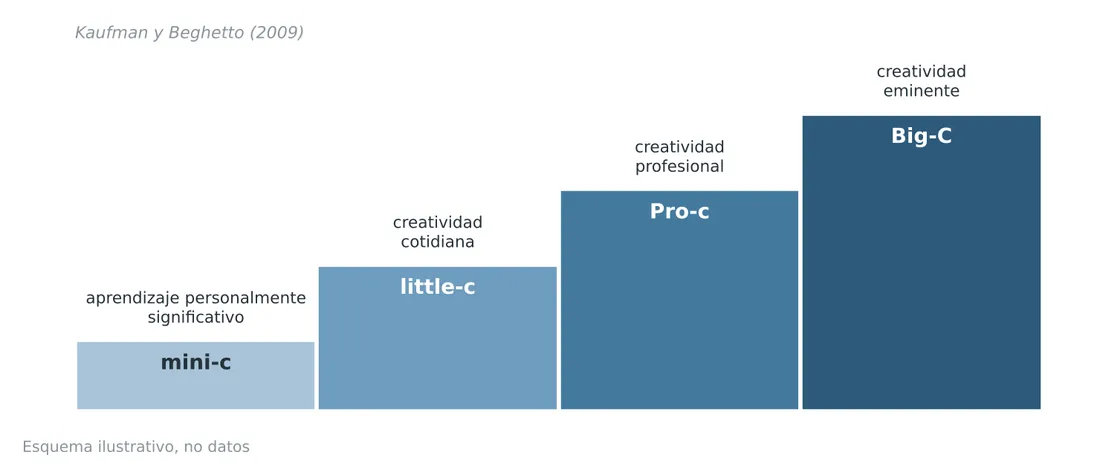 Kaufman y Beghetto (2009)
creatividad
eminente
Big-C
creatividad
profesional
Pro-c
creatividad
cotidiana
little-c
aprendizaje personalmente
significativo
mini-c
Esquema ilustrativo, no datos